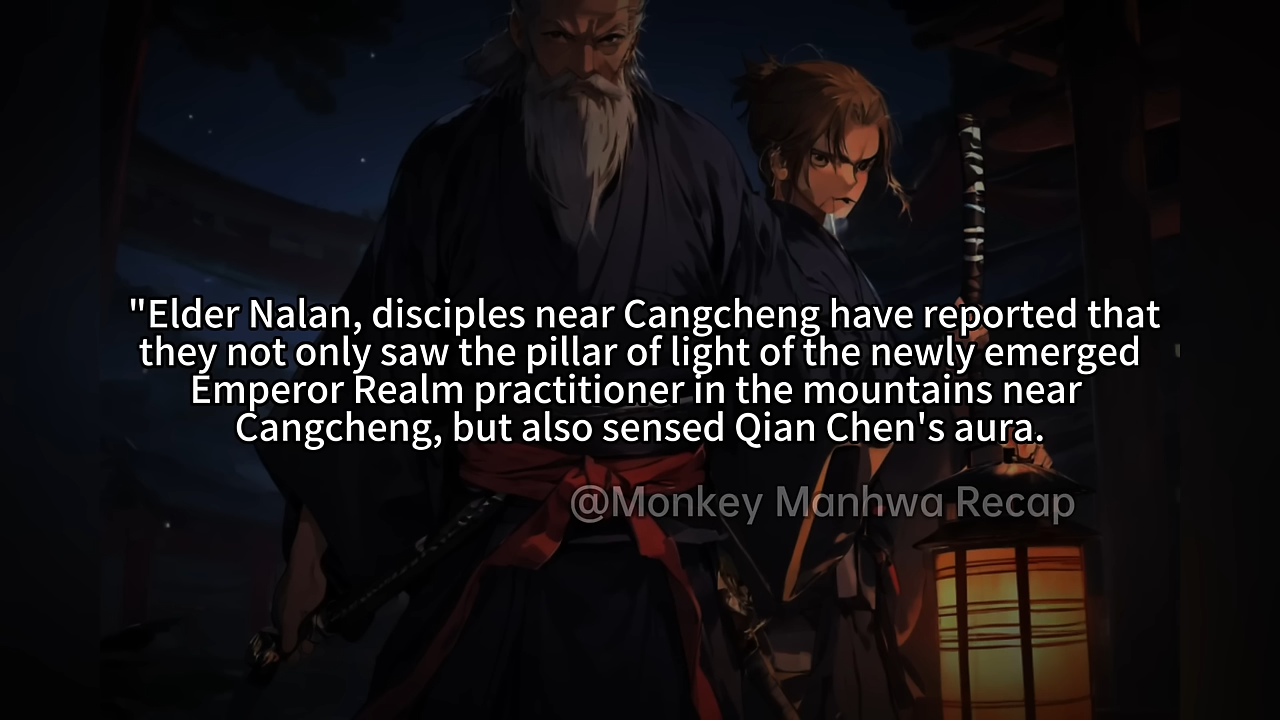 "Elder Nalan, disciples near Cangcheng have reported that
they not only saw the pillar of light of the newly emerged
Emperor Realm practitioner in the mountains near
Cangcheng, but also sensed Qian Chen's aura.
@Monkey Manhwa Recap